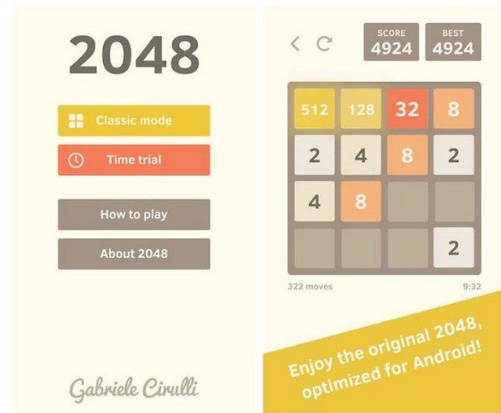 2048
Classic mode
Time trial
How to play
About 2048
Gabriele Cirulli
SCORE
4924
BEST
4924
512 128 32 8
2 4 8 2
4 8
2
322 moves
9:32
Enjoy the original 2048,
optimized for Android!